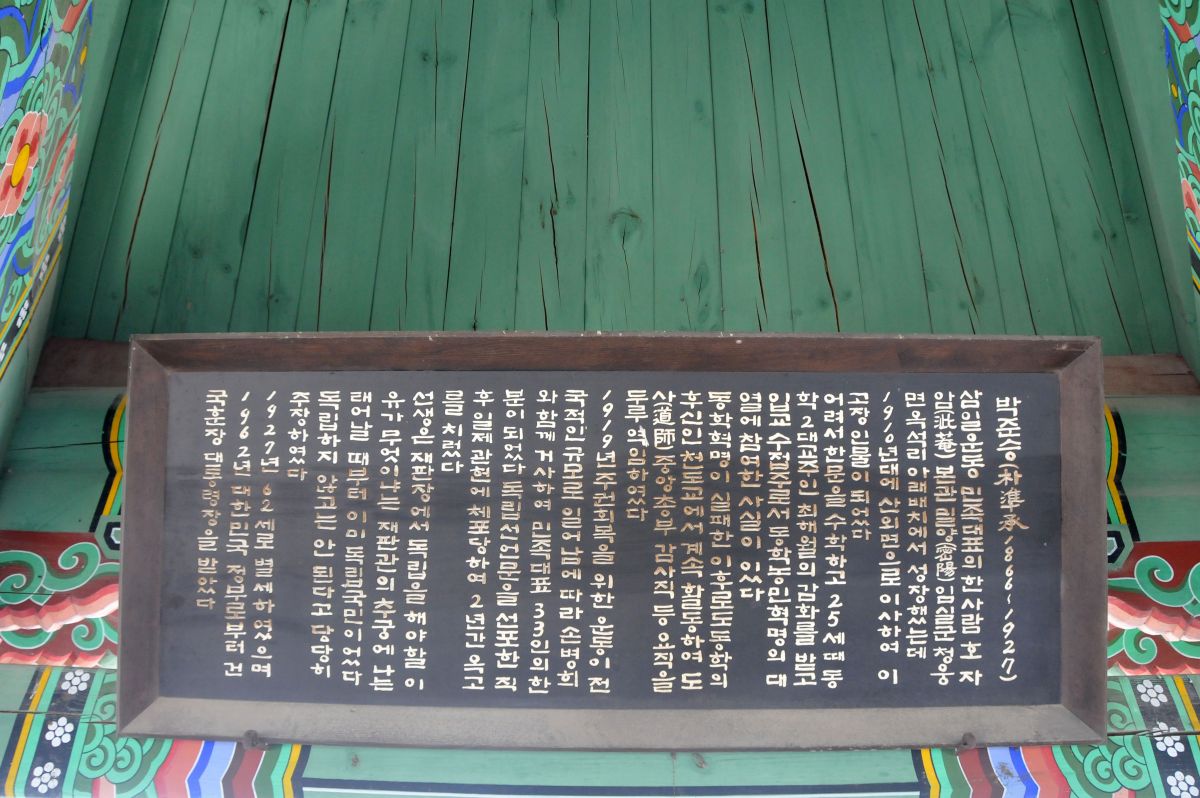 박준승(朴準承 1866~1927)
삼일운동 민족대표의 한사람 호 자
암(泚菴) 본관 밀양(密陽) 임실군 청웅
면 옥석리 아래배치에서 성장했는데
1910년대에 산외면으로 이사하여 이
고장 인물이 되었다
어려서 한문을 수학하고 25세때 동
학 2대교주인 최해월의 감화를 받고
입교 수접주로서 동학농민혁명의 대
열에 참여한 사실이 있다
동학혁명이 실패한 이후로도 동학의
후신인 천도교에서 계속 활동하여 도
사(道師) 중앙총부 감사직 등 요직을
두루 역임하였다
1919년 주권회복을 위한 운동이 전
국적인 규모로 일어남에 따라 손병희
와 함께 거사하여 민족대표 33인의 한
분이 되었다 독립선언문을 선포한 직
후 일제관헌에 체포당하여 2년간 옥고
를 치렀다
선생은 재판장에서 독립을 해야할 이
유가 무엇이냐는 재판관의 추궁에 나는
태어날 때부터 이미 독립국민이었다
독립하지 않고는 안 된다고 당당히
주장하였다
1927년 62세로 별세하였으며
1962년 대한민국 정부로부터 건
국훈장 대통령장을 받았다